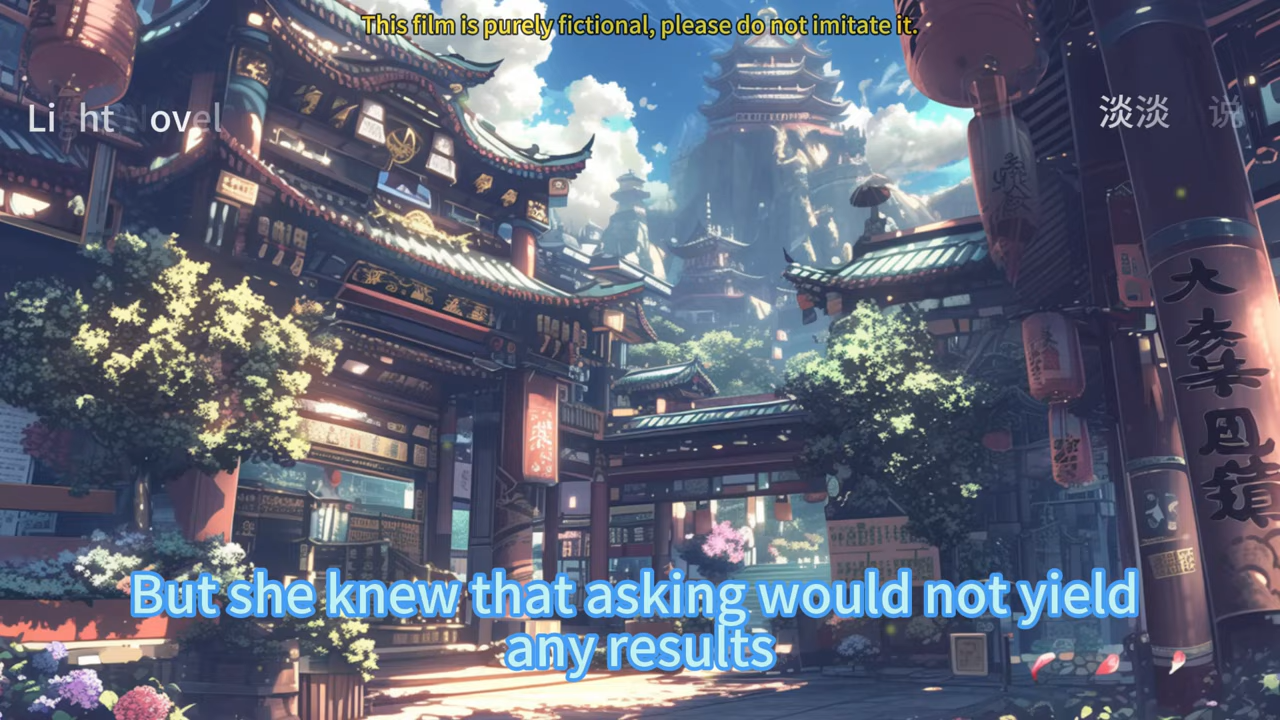 This film is purely fictional, please do not imitate it.
Li ht ovel
淡淡 说
But she knew that asking would not yield
any results